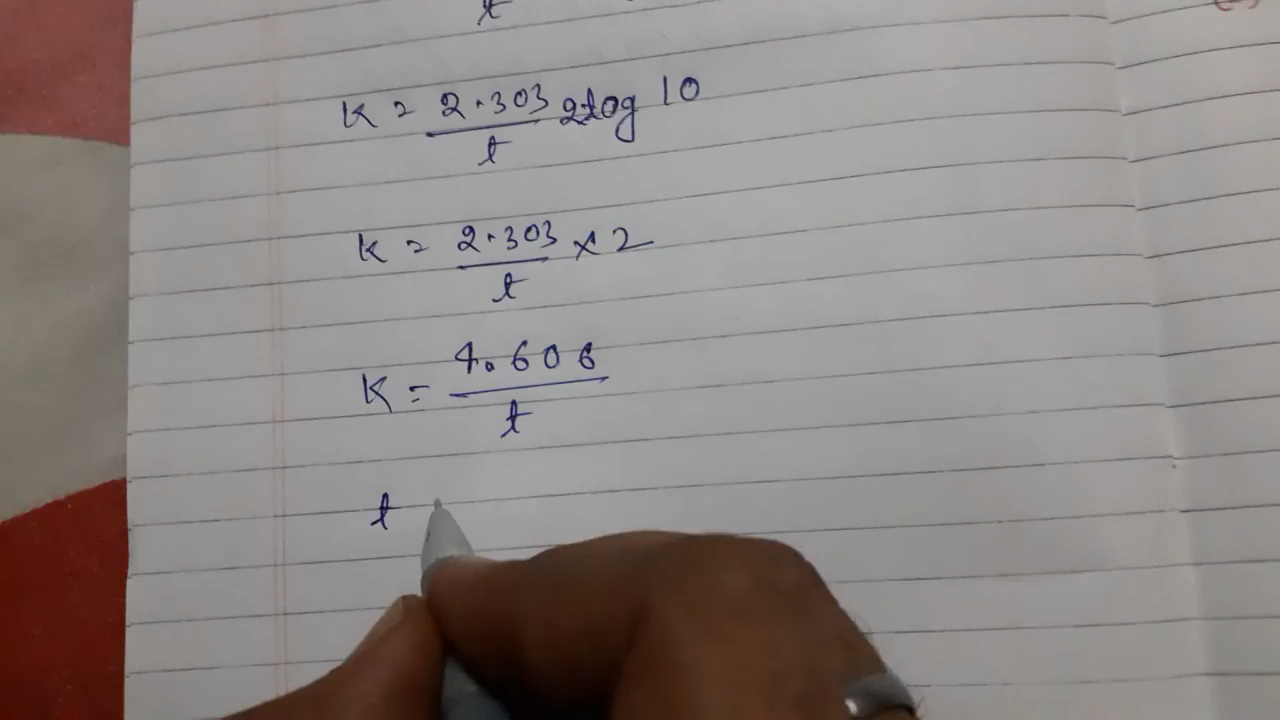 t
K = 2.303/t 2log 10
K = 2.303/t × 2
K = 4.606/t
t